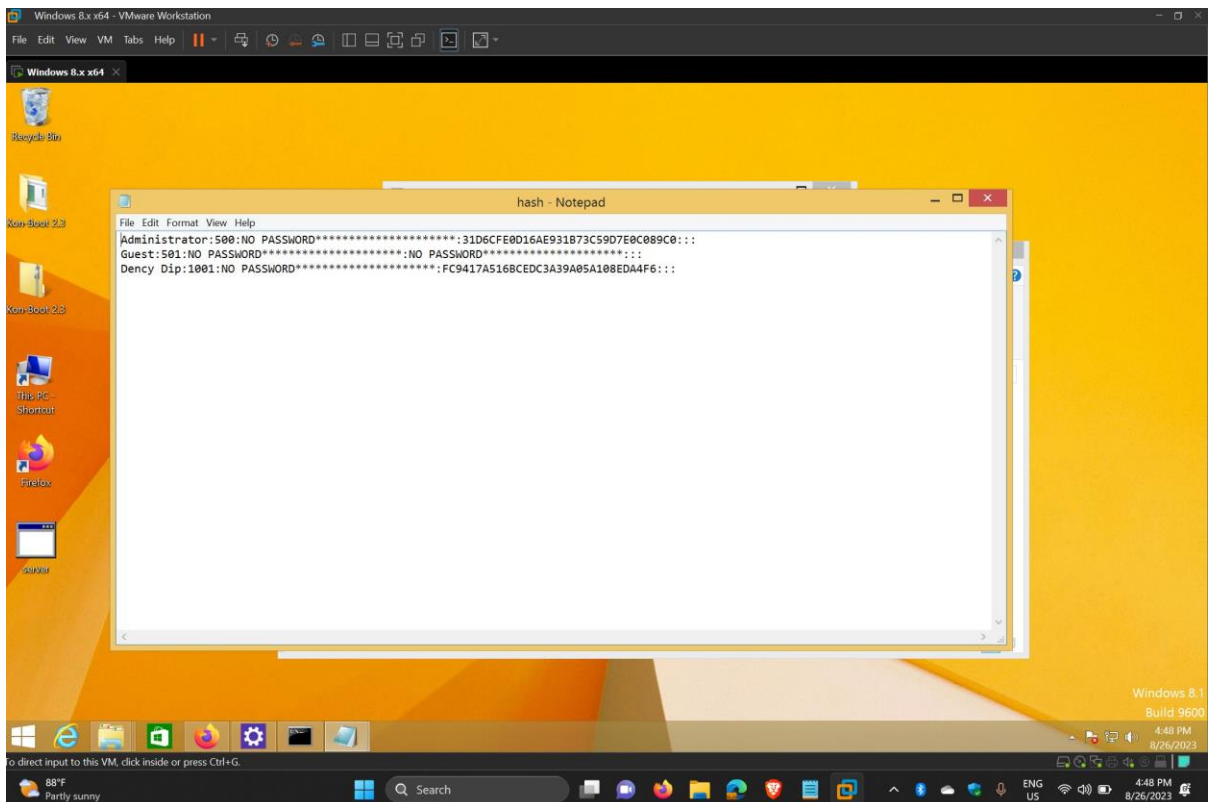 Windows 8.x x64 - VMware Workstation
File Edit View VM Tabs Help
Windows 8.x x64
Recycle Bin
Kon-Boot 2.3
Kon-Boot 2.3
This PC - Shortcut
Firefox
server
hash - Notepad
File Edit Format View Help
Administrator:500:NO PASSWORD*********************:31D6CFE0D16AE931B73C59D7E0C089C0:::
Guest:501:NO PASSWORD*********************:NO PASSWORD*********************:::
Dency Dip:1001:NO PASSWORD*********************:FC9417A516BCEDC3A39A05A108EDA4F6:::
Windows 8.1
Build 9600
4:48 PM
8/26/2023
To direct input to this VM, click inside or press Ctrl+G.
88°F
Partly sunny
Search
ENG
US
4:48 PM
8/26/2023